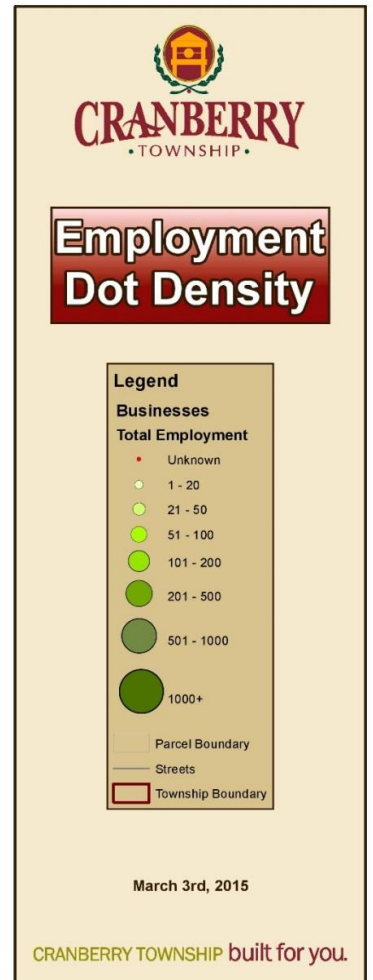 CRANBERRY
• TOWNSHIP •
Employment
Dot Density
Legend
Businesses
Total Employment
Unknown
1 - 20
21 - 50
51 - 100
101 - 200
201 - 500
501 - 1000
1000+
Parcel Boundary
Streets
Township Boundary
March 3rd, 2015
CRANBERRY TOWNSHIP built for you.